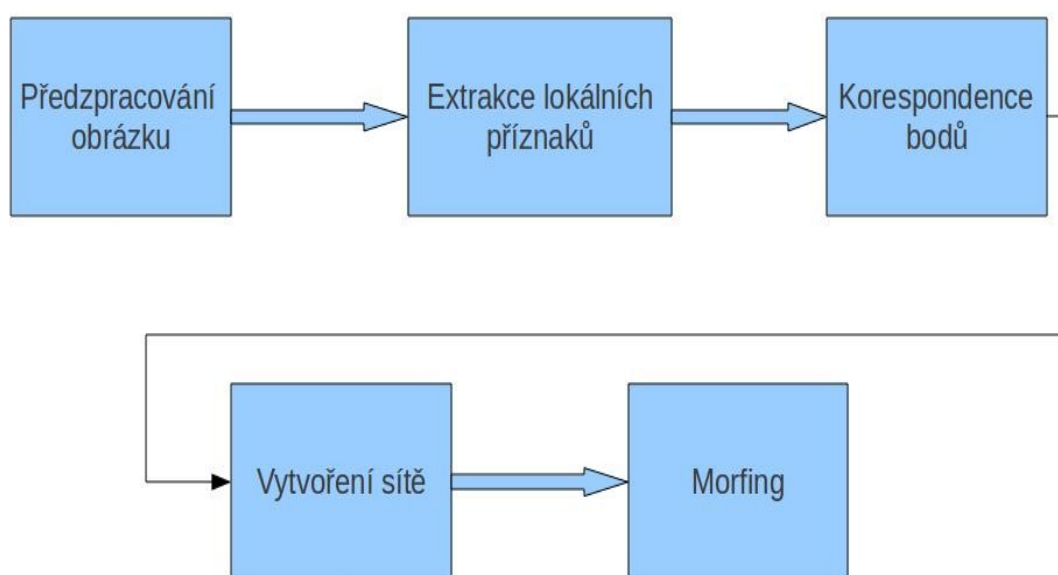 Předzpracování
obrázku
Extrakce lokálních
příznaků
Korespondence
bodů
Vytvoření sítě
Morfing